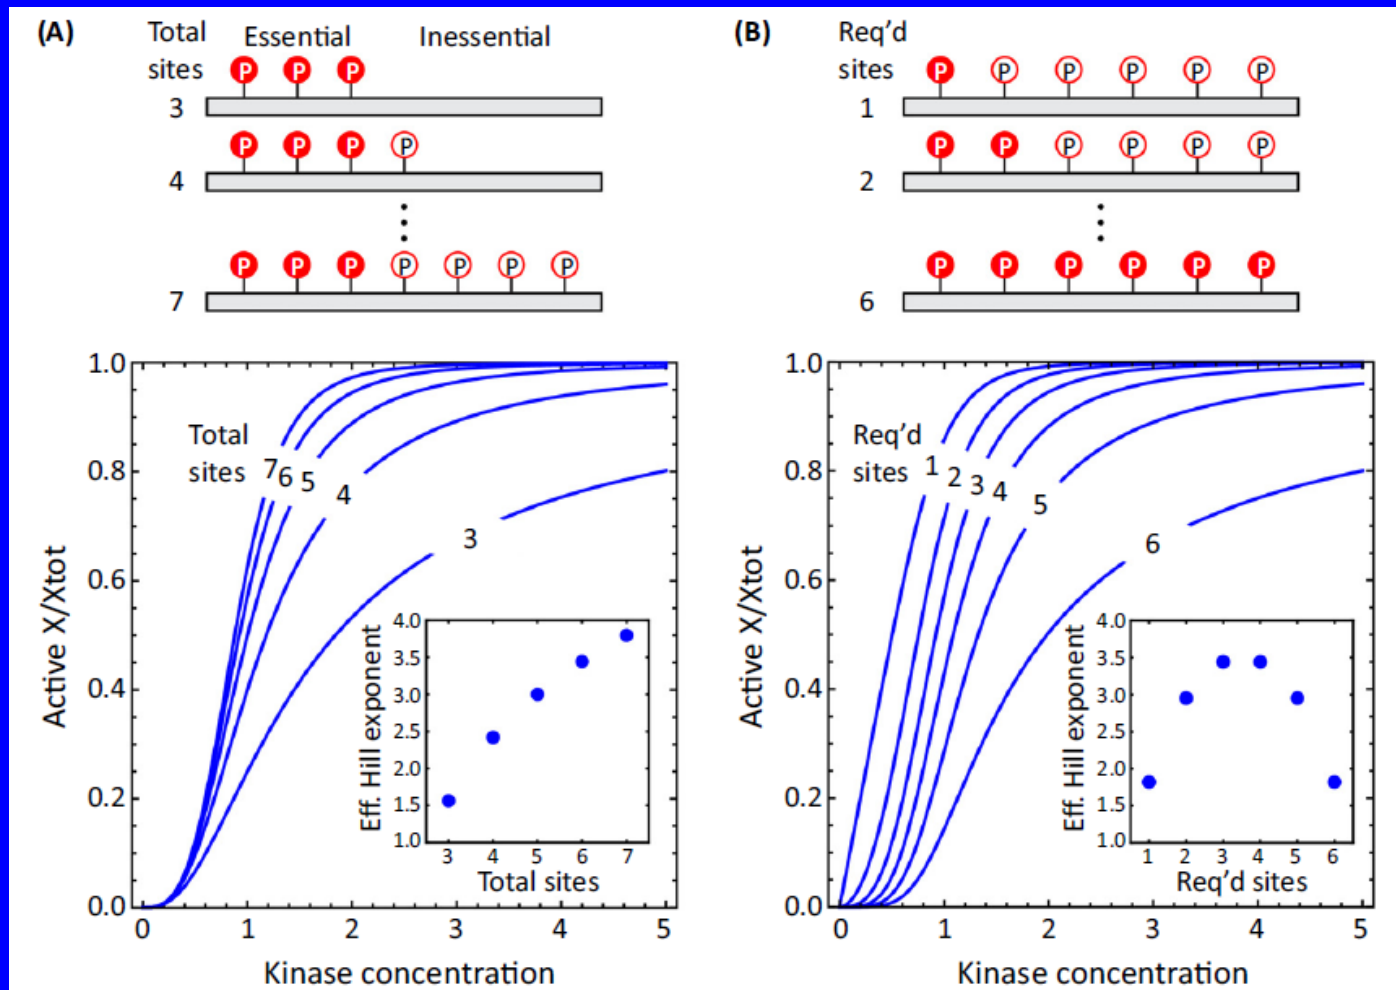 (A) Total Essential Inessential
sites P P P
3
P P P P
4
P P P P P P P
7
1.0
0.8
0.6
0.4
0.2
0.0
Active X/Xtot
Total
sites 7 6 5 4 3
4.0
3.5
3.0
2.5
2.0
1.5
1.0
Eff. Hill exponent
3 4 5 6 7
Total sites
0 1 2 3 4 5
Kinase concentration
(B) Req'd
sites P P P P P P
1
P P P P P P
2
P P P P P P
6
1.0
0.8
0.6
0.4
0.2
0.0
Active X/Xtot
Req'd
sites 1 2 3 4 5 6
4.0
3.5
3.0
2.5
2.0
1.5
1.0
Eff. Hill exponent
1 2 3 4 5 6
Req'd sites
0 1 2 3 4 5
Kinase concentration